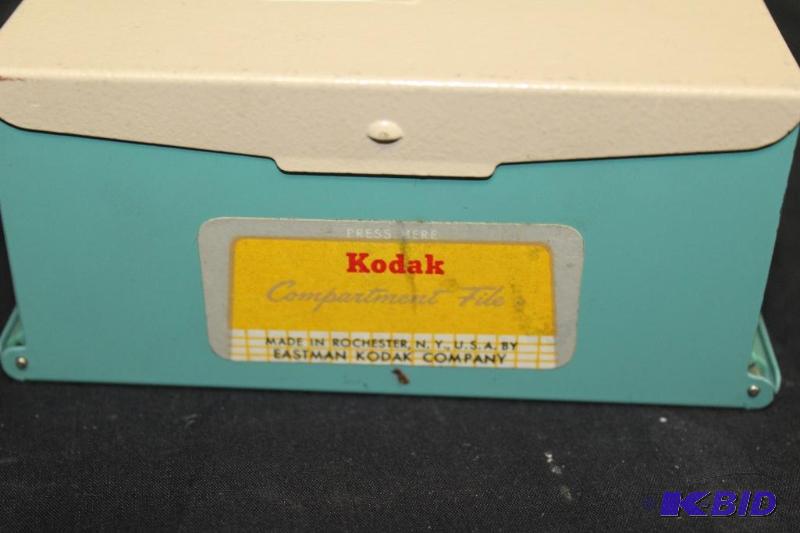 PRESS HERE
Kodak
Compartment File
MADE IN ROCHESTER, N. Y., U. S. A. BY
EASTMAN KODAK COMPANY
K-BID